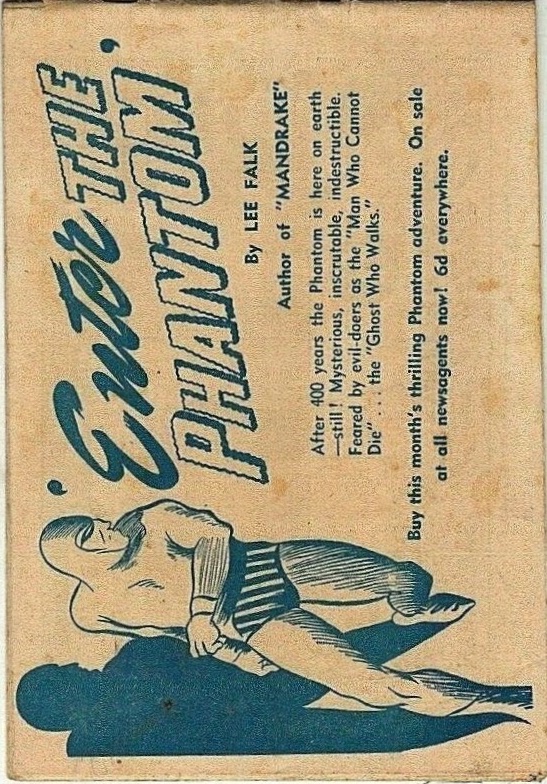 'Enter THE
PHANTOM'
By LEE FALK
Author of "MANDRAKE"
After 400 years the Phantom is here on earth
—still! Mysterious, inscrutable, indestructible.
Feared by evil-doers as the "Man Who Cannot
Die" . . . the "Ghost Who Walks."
Buy this month's thrilling Phantom adventure. On sale
at all newsagents now! 6d everywhere.